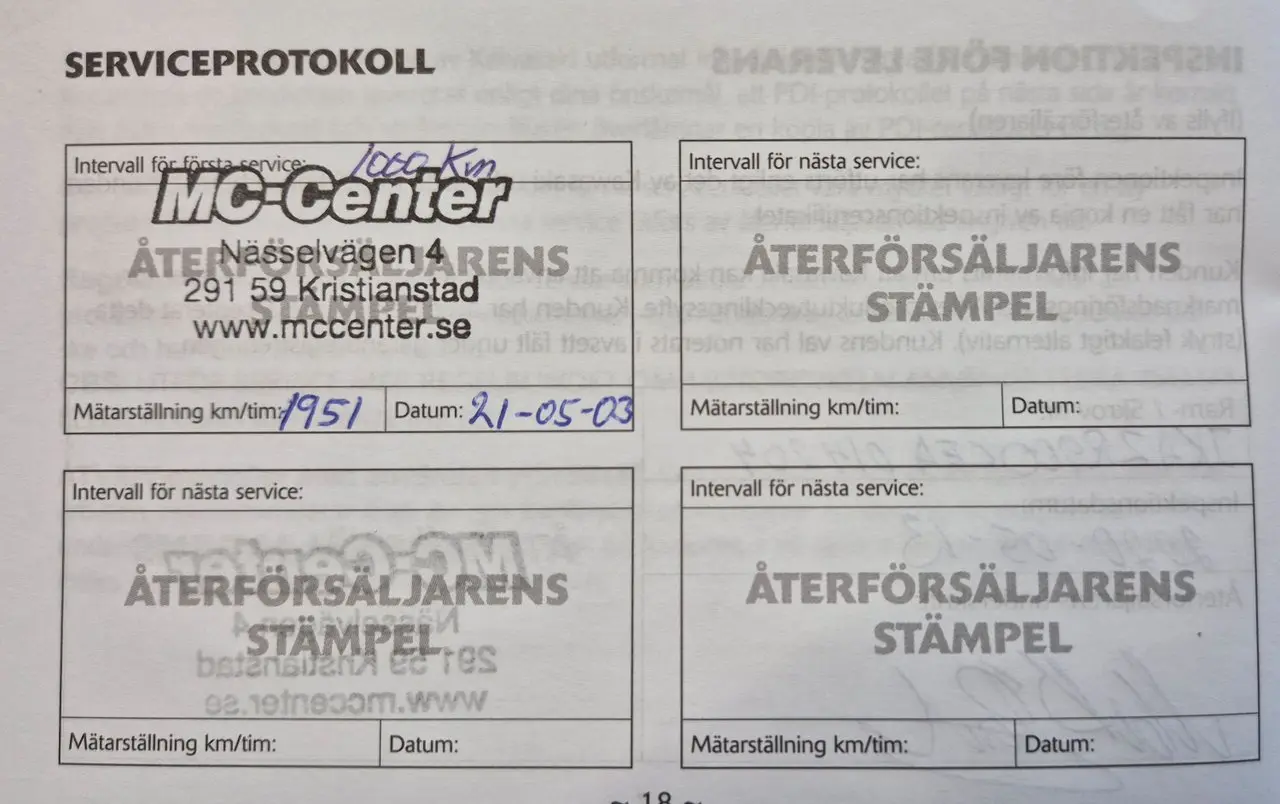 SERVICEPROTOKOLL
Intervall för första service: 1000 Km
MC-Center
ÅTERFÖRSÄLJARENS
STÄMPEL
Nässelvägen 4
291 59 Kristianstad
www.mccenter.se
Mätarställning km/tim: 1951 Datum: 21-05-03
Intervall för nästa service:
ÅTERFÖRSÄLJARENS
STÄMPEL
Mätarställning km/tim: Datum:
Intervall för nästa service:
ÅTERFÖRSÄLJARENS
STÄMPEL
Mätarställning km/tim: Datum:
Intervall för nästa service:
ÅTERFÖRSÄLJARENS
STÄMPEL
Mätarställning km/tim: Datum:
~ 18 ~